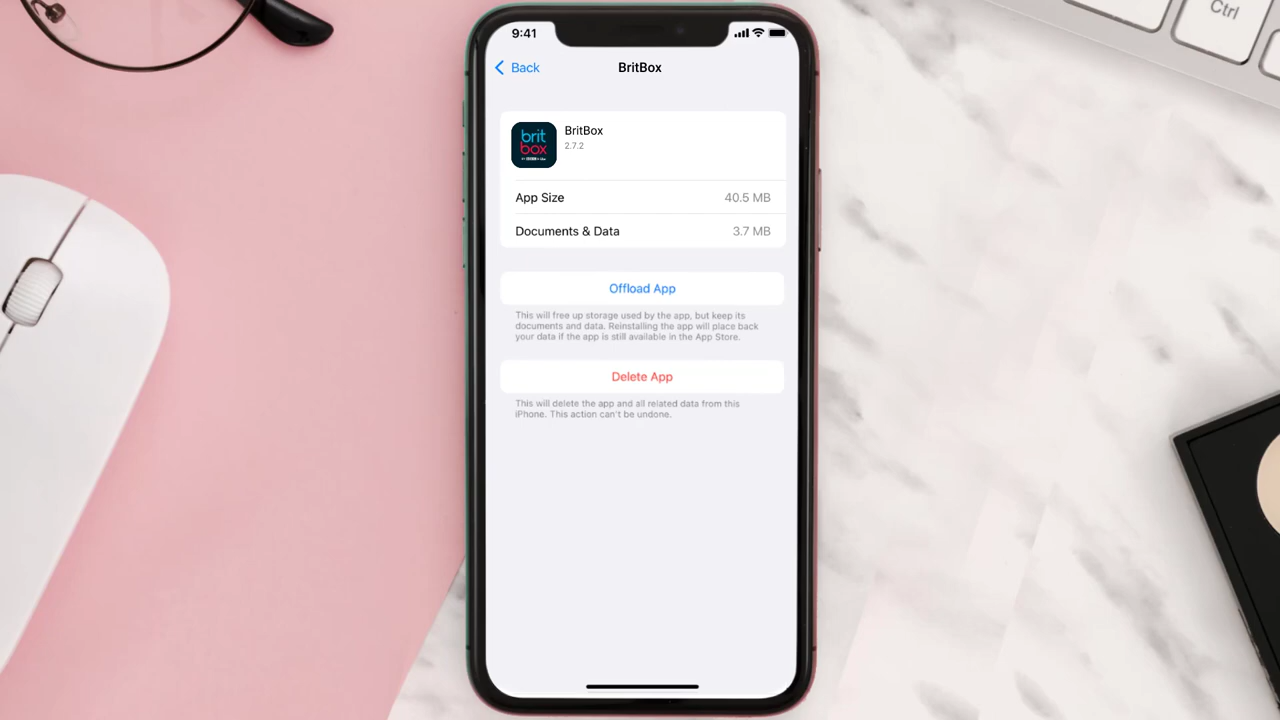 Ctrl
9:41
Back
BritBox
brit
box
BritBox
2.7.2
App Size
40.5 MB
Documents & Data
3.7 MB
Offload App
This will free up storage used by the app, but keep its
documents and data. Reinstalling the app will place back
your data if the app is still available in the App Store.
Delete App
This will delete the app and all related data from this
iPhone. This action can't be undone.